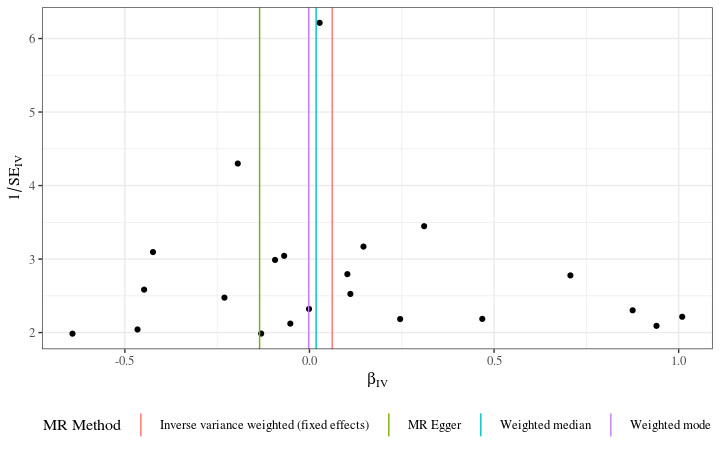 1/SE_IV
6
5
4
3
2
-0.5
0.0
0.5
1.0
β_IV
MR Method
Inverse variance weighted (fixed effects)
MR Egger
Weighted median
Weighted mode